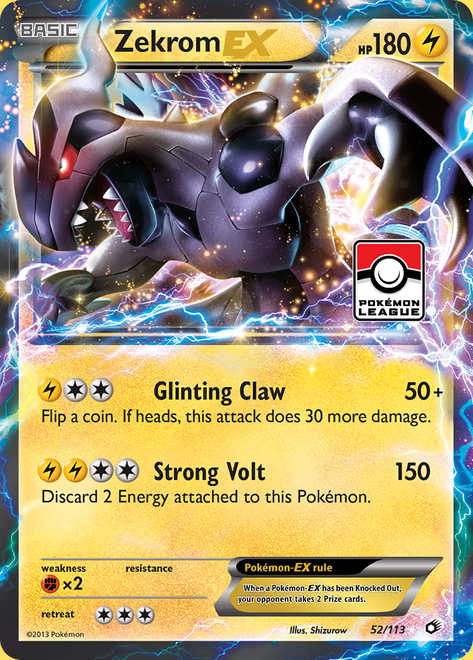 BASIC Zekrom EX HP180
POKÉMON
LEAGUE
Glinting Claw 50+
Flip a coin. If heads, this attack does 30 more damage.
Strong Volt 150
Discard 2 Energy attached to this Pokémon.
weakness resistance
×2
Pokémon-EX rule
When a Pokémon-EX has been Knocked Out,
your opponent takes 2 Prize cards.
retreat
©2013 Pokémon Illus. Shizurow 52/113